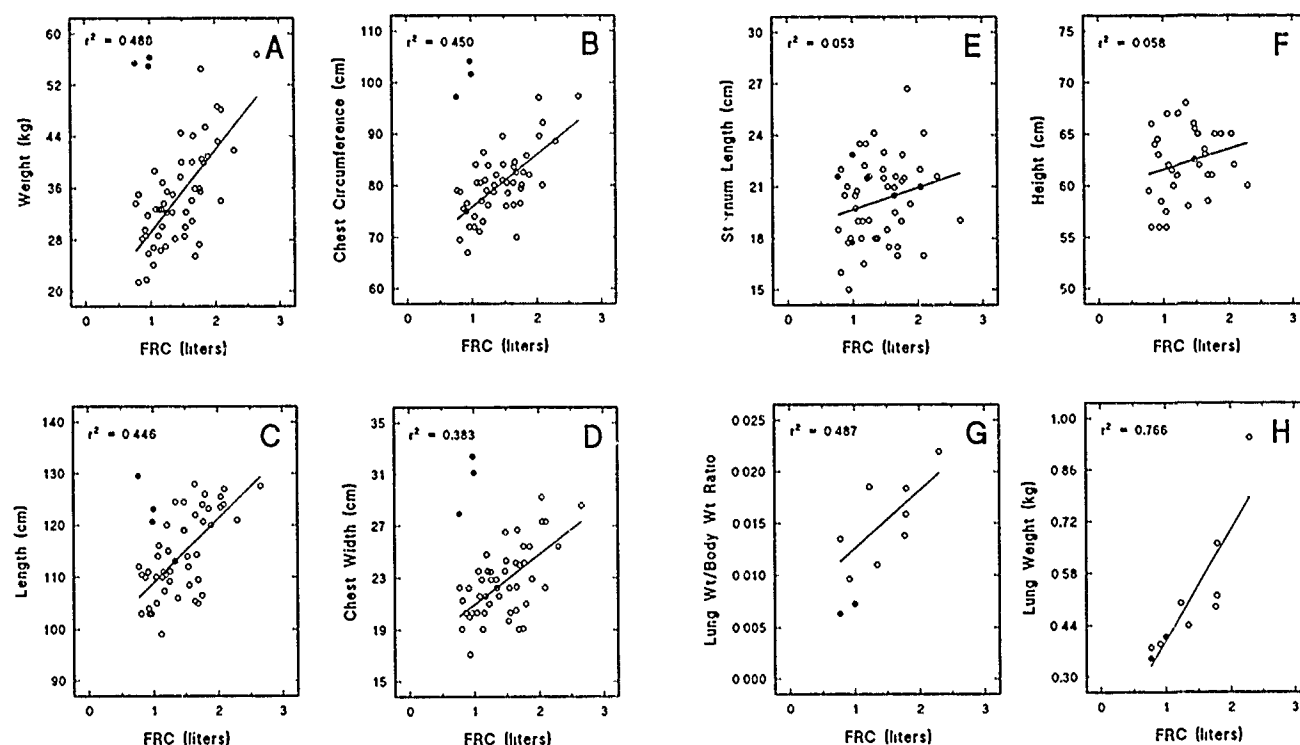 A
r² = 0 480
Weight (kg)
60
52
44
36
28
20
0 1 2 3
FRC (liters)
B
r² = 0 450
Chest Circumference (cm)
110
100
90
80
70
60
0 1 2 3
FRC (liters)
E
r² = 0 053
Length (cm)
30
27
24
21
18
15
0 1 2 3
FRC (liters)
F
r² = 0 058
Height (cm)
75
70
65
60
55
50
0 1 2 3
FRC (liters)
C
r² = 0 446
Length (cm)
140
130
120
110
100
90
0 1 2 3
FRC (liters)
D
r² = 0.383
Chest Width (cm)
35
31
27
23
19
15
0 1 2 3
FRC (liters)
G
r² = 0.487
Lung Wt/Body Wt Ratio
0 025
0 020
0 015
0 010
0 005
0 000
0 1 2 3
FRC (liters)
H
r² = 0.766
Lung Weight (kg)
1 00
0 86
0 72
0 58
0 44
0 30
0 1 2 3
FRC (liters)